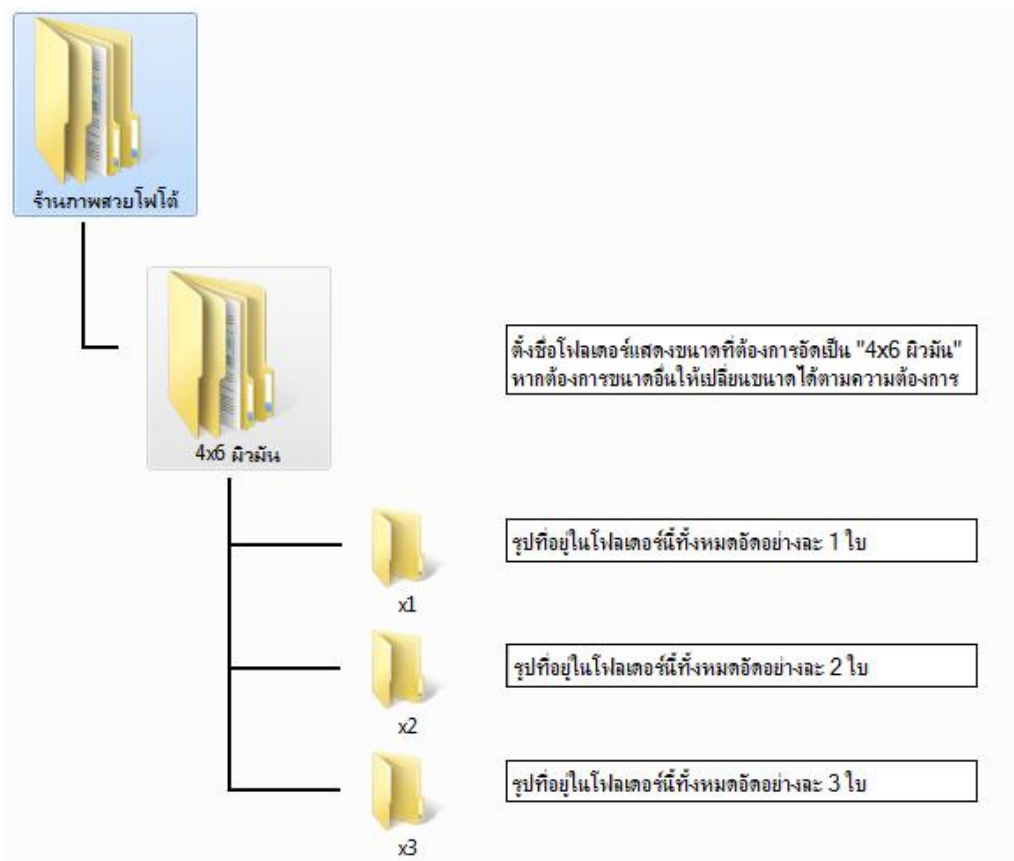 ร้านภาพสวยโฟโต้
4x6 ผิวมัน
ตั้งชื่อโฟลเดอร์แสดงขนาดที่ต้องการอัดเป็น "4x6 ผิวมัน"
หากต้องการขนาดอื่นให้เปลี่ยนขนาดได้ตามความต้องการ
x1
รุปที่อยู่ในโฟลเดอร์นี้ทั้งหมดอัดอย่างละ 1 ใบ
x2
รุปที่อยู่ในโฟลเดอร์นี้ทั้งหมดอัดอย่างละ 2 ใบ
x3
รุปที่อยู่ในโฟลเดอร์นี้ทั้งหมดอัดอย่างละ 3 ใบ